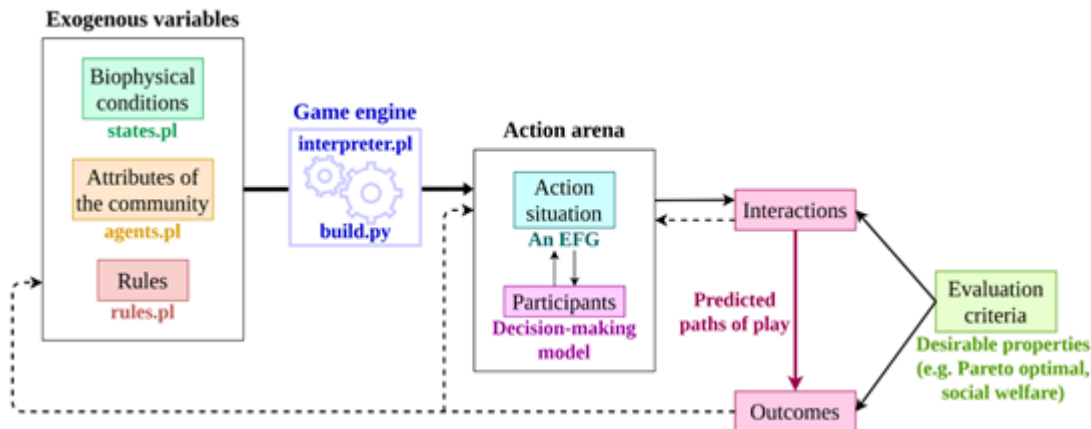 Exogenous variables
Biophysical
conditions
states.pl
Attributes of
the community
agents.pl
Rules
rules.pl
Game engine
interpreter.pl
build.py
Action arena
Action
situation
An EFG
Participants
Decision-making
model
Interactions
Predicted
paths of play
Outcomes
Evaluation
criteria
Desirable properties
(e.g. Pareto optimal,
social welfare)